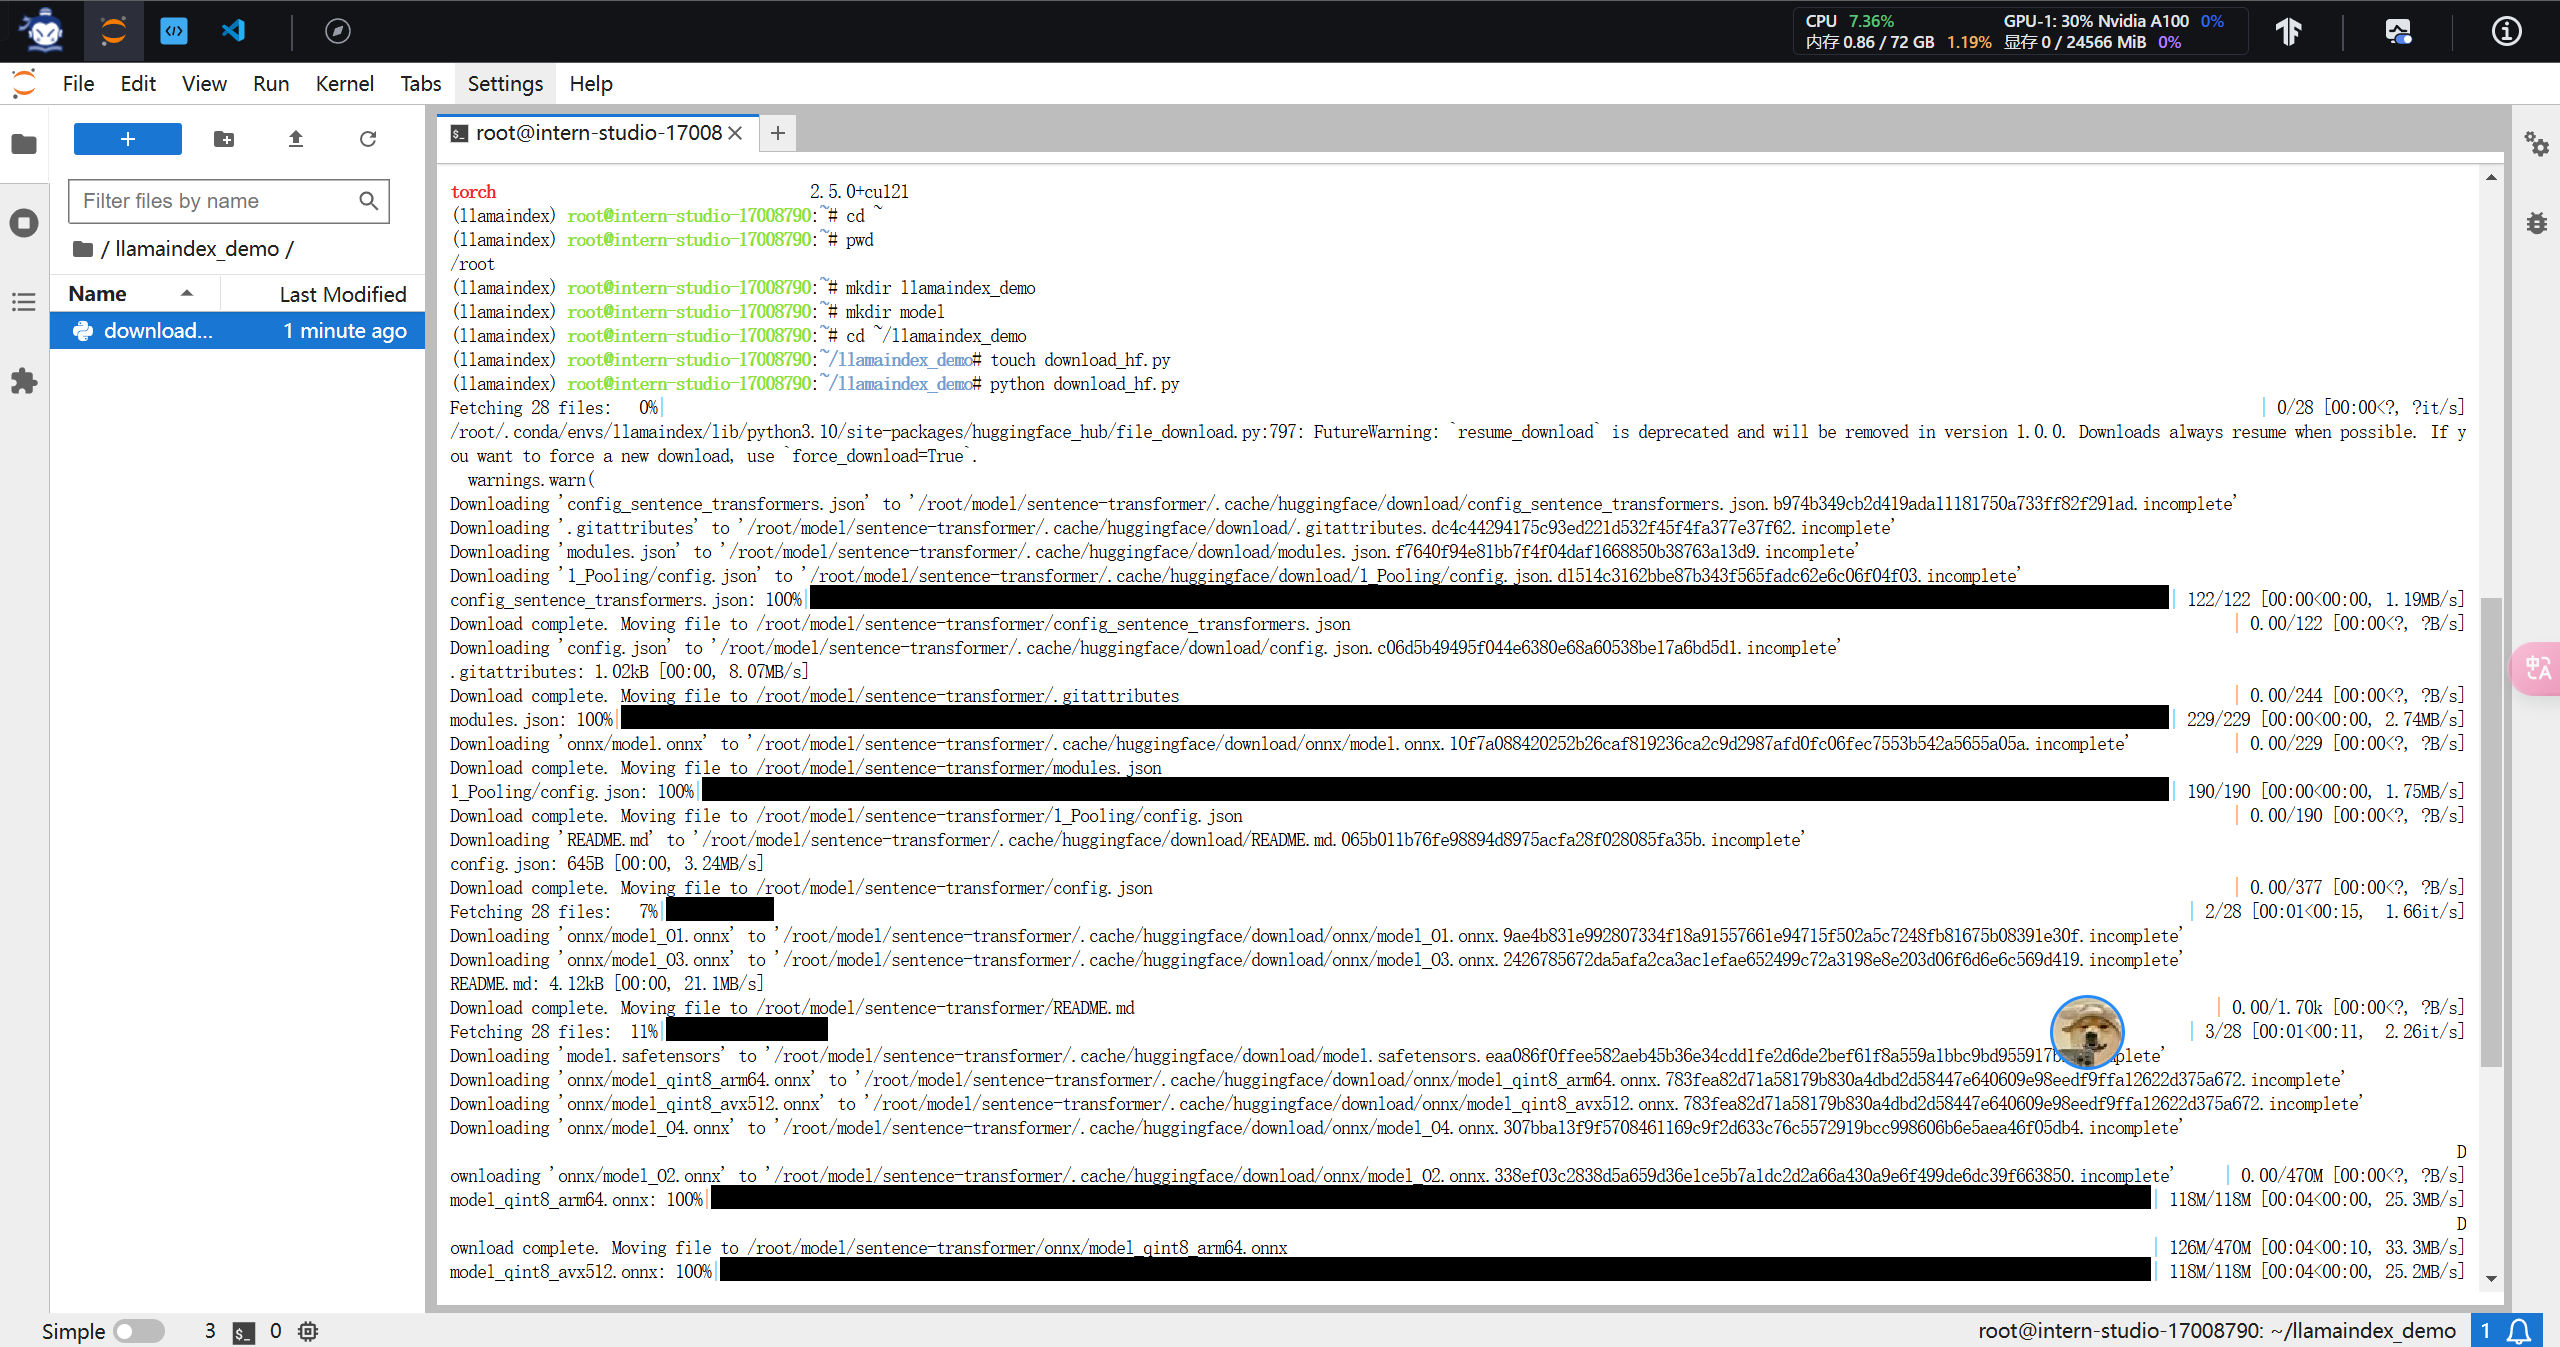 CPU 7.36% GPU-1: 30% Nvidia A100 0%
内存 0.86 / 72 GB 1.19% 显存 0 / 24566 MiB 0%
File Edit View Run Kernel Tabs Settings Help
root@intern-studio-17008
Filter files by name
/ llamaindex_demo /
Name Last Modified
download... 1 minute ago
torch 2.5.0+cu121
(llamaindex) root@intern-studio-17008790:~# cd ~
(llamaindex) root@intern-studio-17008790:~# pwd
/root
(llamaindex) root@intern-studio-17008790:~# mkdir llamaindex_demo
(llamaindex) root@intern-studio-17008790:~# mkdir model
(llamaindex) root@intern-studio-17008790:~# cd ~/llamaindex_demo
(llamaindex) root@intern-studio-17008790:~/llamaindex_demo# touch download_hf.py
(llamaindex) root@intern-studio-17008790:~/llamaindex_demo# python download_hf.py
Fetching 28 files: 0%| | 0/28 [00:00<?, ?it/s]
/root/.conda/envs/llamaindex/lib/python3.10/site-packages/huggingface_hub/file_download.py:797: FutureWarning: `resume_download` is deprecated and will be removed in version 1.0.0. Downloads always resume when possible. If y
ou want to force a new download, use `force_download=True`.
warnings.warn(
Downloading 'config_sentence_transformers.json' to '/root/model/sentence-transformer/.cache/huggingface/download/config_sentence_transformers.json.b974b349cb2d419ada11181750a733ff82f291ad.incomplete'
Downloading '.gitattributes' to '/root/model/sentence-transformer/.cache/huggingface/download/.gitattributes.dc4c44294175c93ed221d532f45f4fa377e37f62.incomplete'
Downloading 'modules.json' to '/root/model/sentence-transformer/.cache/huggingface/download/modules.json.f7640f94e81bb7f4f04daf1668850b38763a13d9.incomplete'
Downloading '1_Pooling/config.json' to '/root/model/sentence-transformer/.cache/huggingface/download/1_Pooling/config.json.d1514c3162bbe87b343f565fadc62e6c06f04f03.incomplete'
config_sentence_transformers.json: 100%| | 122/122 [00:00<00:00, 1.19MB/s]
Download complete. Moving file to /root/model/sentence-transformer/config_sentence_transformers.json | 0.00/122 [00:00<?, ?B/s]
Downloading 'config.json' to '/root/model/sentence-transformer/.cache/huggingface/download/config.json.c06d5b49495f044e6380e68a60538be17a6bd5d1.incomplete'
.gitattributes: 1.02kB [00:00, 8.07MB/s]
Download complete. Moving file to /root/model/sentence-transformer/.gitattributes | 0.00/244 [00:00<?, ?B/s]
modules.json: 100%| | 229/229 [00:00<00:00, 2.74MB/s]
Downloading 'onnx/model.onnx' to '/root/model/sentence-transformer/.cache/huggingface/download/onnx/model.onnx.10f7a088420252b26caf819236ca2c9d2987afd0fc06fec7553b542a5655a05a.incomplete' | 0.00/229 [00:00<?, ?B/s]
Download complete. Moving file to /root/model/sentence-transformer/modules.json
1_Pooling/config.json: 100%| | 190/190 [00:00<00:00, 1.75MB/s]
Download complete. Moving file to /root/model/sentence-transformer/1_Pooling/config.json | 0.00/190 [00:00<?, ?B/s]
Downloading 'README.md' to '/root/model/sentence-transformer/.cache/huggingface/download/README.md.065b011b76fe98894d8975acfa28f028085fa35b.incomplete'
config.json: 645B [00:00, 3.24MB/s]
Download complete. Moving file to /root/model/sentence-transformer/config.json | 0.00/377 [00:00<?, ?B/s]
Fetching 28 files: 7%| | 2/28 [00:01<00:15, 1.66it/s]
Downloading 'onnx/model_O1.onnx' to '/root/model/sentence-transformer/.cache/huggingface/download/onnx/model_O1.onnx.9ae4b831e992807334f18a91557661e94715f502a5c7248fb81675b08391e30f.incomplete'
Downloading 'onnx/model_O3.onnx' to '/root/model/sentence-transformer/.cache/huggingface/download/onnx/model_O3.onnx.2426785672da5afa2ca3ac1efae652499c72a3198e8e203d06f6d6e6c569d419.incomplete'
README.md: 4.12kB [00:00, 21.1MB/s]
Download complete. Moving file to /root/model/sentence-transformer/README.md | 0.00/1.70k [00:00<?, ?B/s]
Fetching 28 files: 11%| | 3/28 [00:01<00:11, 2.26it/s]
Downloading 'model.safetensors' to '/root/model/sentence-transformer/.cache/huggingface/download/model.safetensors.eaa086f0ffee582aeb45b36e34cdd1fe2d6de2bef61f8a559a1bbc9bd955917b
Downloading 'onnx/model_qint8_arm64.onnx' to '/root/model/sentence-transformer/.cache/huggingface/download/onnx/model_qint8_arm64.onnx.783fea82d71a58179b830a4dbd2d58447e640609e98eedf9ffa12622d375a672.incomplete'
Downloading 'onnx/model_qint8_avx512.onnx' to '/root/model/sentence-transformer/.cache/huggingface/download/onnx/model_qint8_avx512.onnx.783fea82d71a58179b830a4dbd2d58447e640609e98eedf9ffa12622d375a672.incomplete'
Downloading 'onnx/model_O4.onnx' to '/root/model/sentence-transformer/.cache/huggingface/download/onnx/model_O4.onnx.307bba13f9f5708461169c9f2d633c76c5572919bcc998606b6e5aea46f05db4.incomplete'
D
ownloading 'onnx/model_O2.onnx' to '/root/model/sentence-transformer/.cache/huggingface/download/onnx/model_O2.onnx.338ef03c2838d5a659d36e1ce5b7a1dc2d2a66a430a9e6f499de6dc39f663850.incomplete' | 0.00/470M [00:00<?, ?B/s]
model_qint8_arm64.onnx: 100%| | 118M/118M [00:04<00:00, 25.3MB/s]
D
ownload complete. Moving file to /root/model/sentence-transformer/onnx/model_qint8_arm64.onnx | 126M/470M [00:04<00:10, 33.3MB/s]
model_qint8_avx512.onnx: 100%| | 118M/118M [00:04<00:00, 25.2MB/s]
Simple 3 0 root@intern-studio-17008790: ~/llamaindex_demo 1